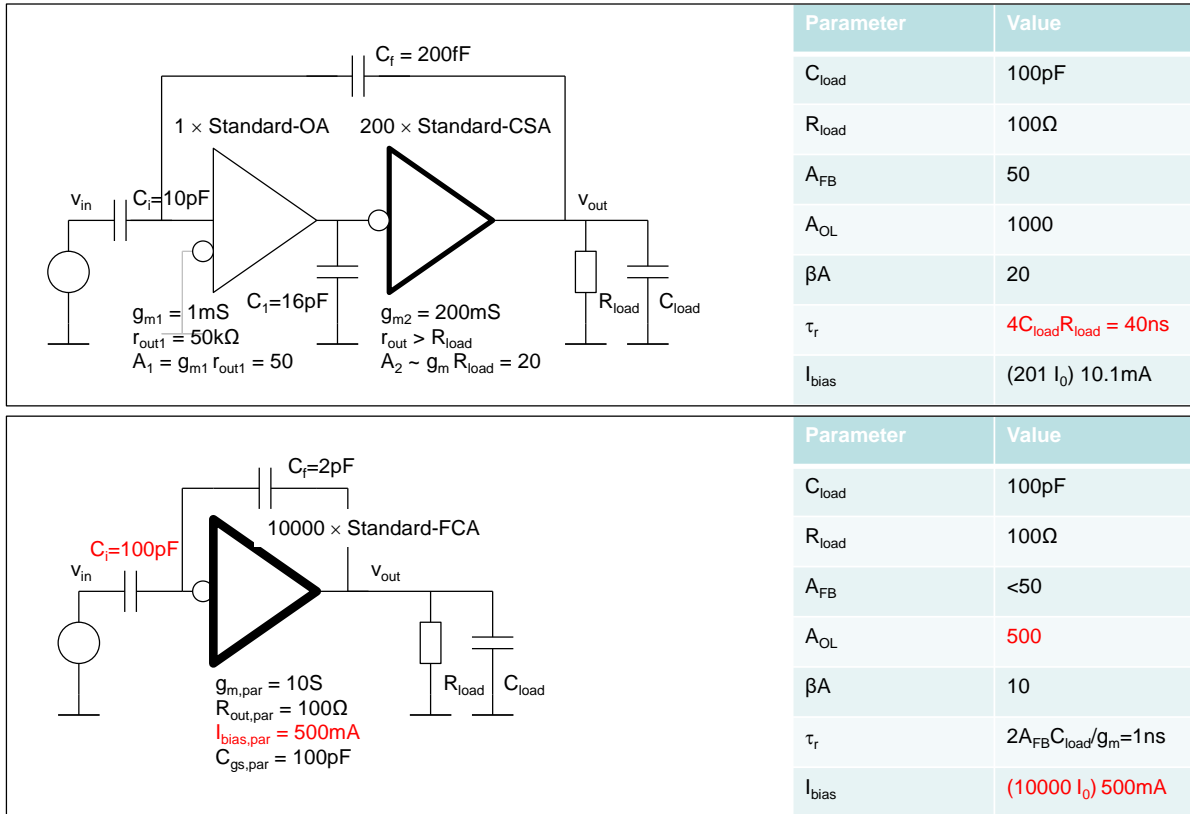 C_f = 200fF
1 × Standard-OA 200 × Standard-CSA
v_in
C_i=10pF
v_out
C_1=16pF
R_load C_load
g_m1 = 1mS
r_out1 = 50kΩ
A_1 = g_m1 r_out1 = 50
g_m2 = 200mS
r_out > R_load
A_2 ~ g_m R_load = 20
Parameter Value
C_load 100pF
R_load 100Ω
A_FB 50
A_OL 1000
βA 20
τ_r 4C_loadR_load = 40ns
I_bias (201 I_0) 10.1mA
C_f=2pF
10000 × Standard-FCA
C_i=100pF
v_in
v_out
R_load C_load
g_m,par = 10S
R_out,par = 100Ω
I_bias,par = 500mA
C_gs,par = 100pF
Parameter Value
C_load 100pF
R_load 100Ω
A_FB <50
A_OL 500
βA 10
τ_r 2A_FBC_load/g_m=1ns
I_bias (10000 I_0) 500mA